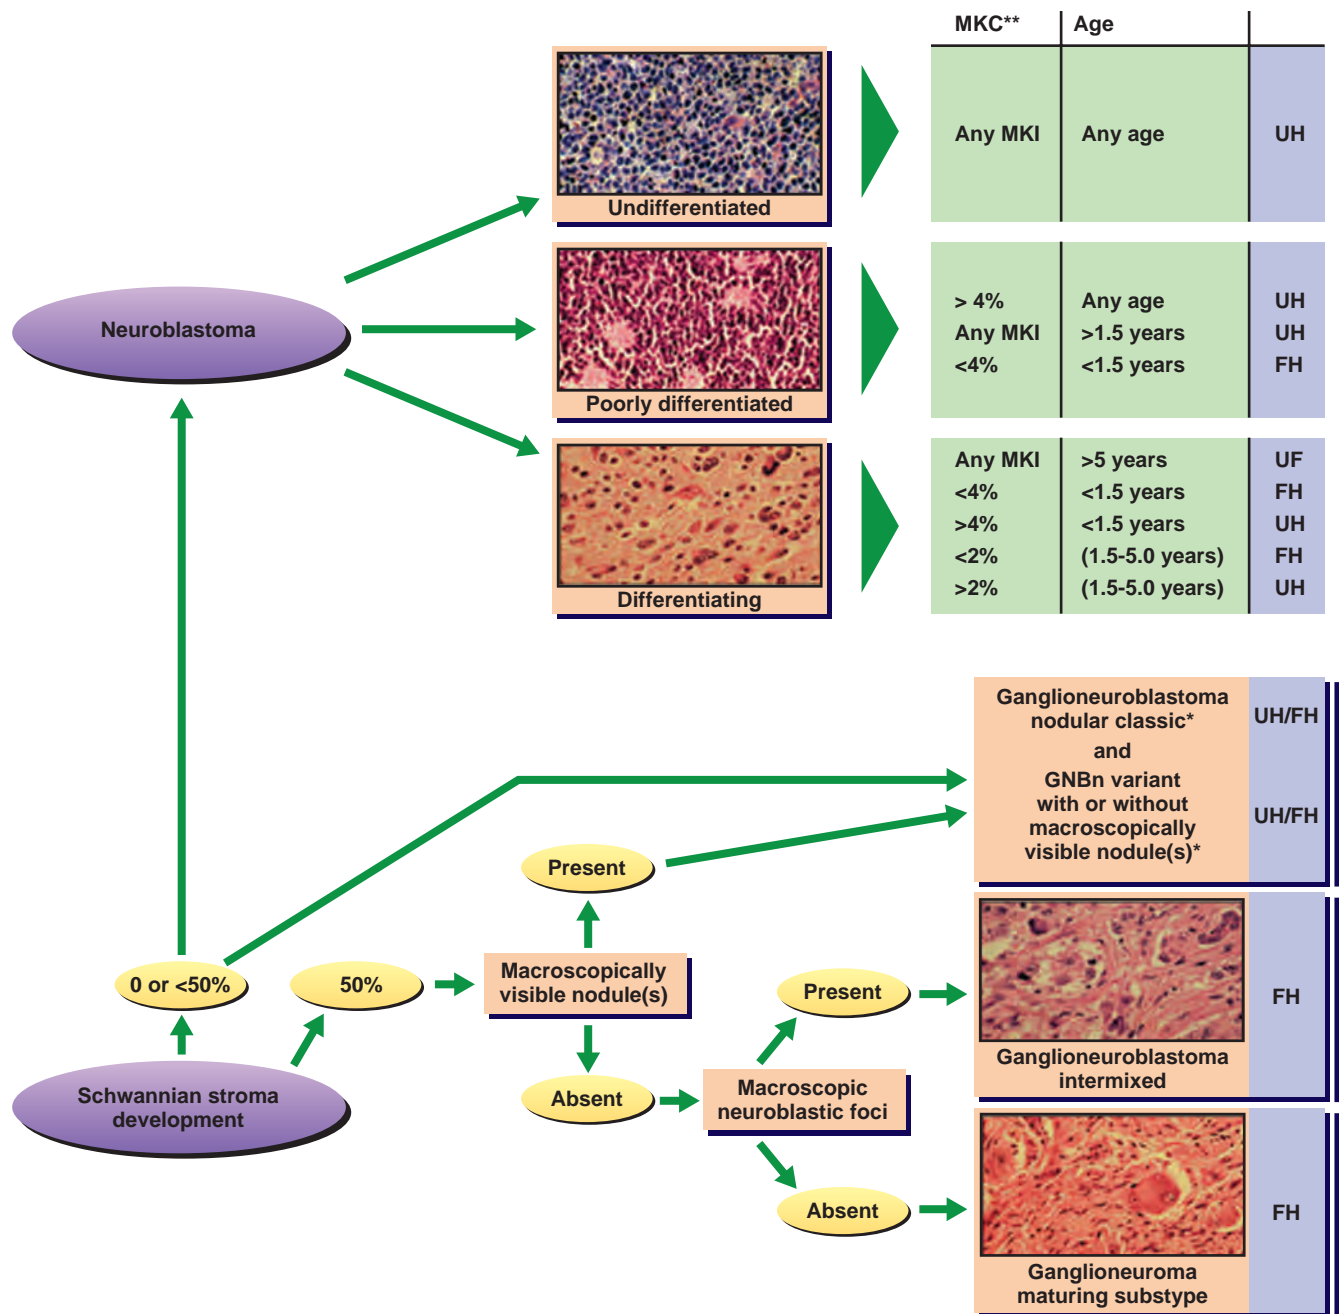 MKC** Age
Any MKI Any age UH
Undifferentiated
Neuroblastoma
> 4% Any age UH
Any MKI >1.5 years UH
<4% <1.5 years FH
Poorly differentiated
Any MKI >5 years UF
<4% <1.5 years FH
>4% <1.5 years UH
<2% (1.5-5.0 years) FH
>2% (1.5-5.0 years) UH
Differentiating
Ganglioneuroblastoma
nodular classic*
UH/FH
and
GNBn variant
with or without
macroscopically
visible nodule(s)*
UH/FH
Present
0 or <50%
50%
Macroscopically
visible nodule(s)
Present
FH
Ganglioneuroblastoma
intermixed
Schwannian stroma
development
Absent
Macroscopic
neuroblastic foci
Absent
FH
Ganglioneuroma
maturing substype